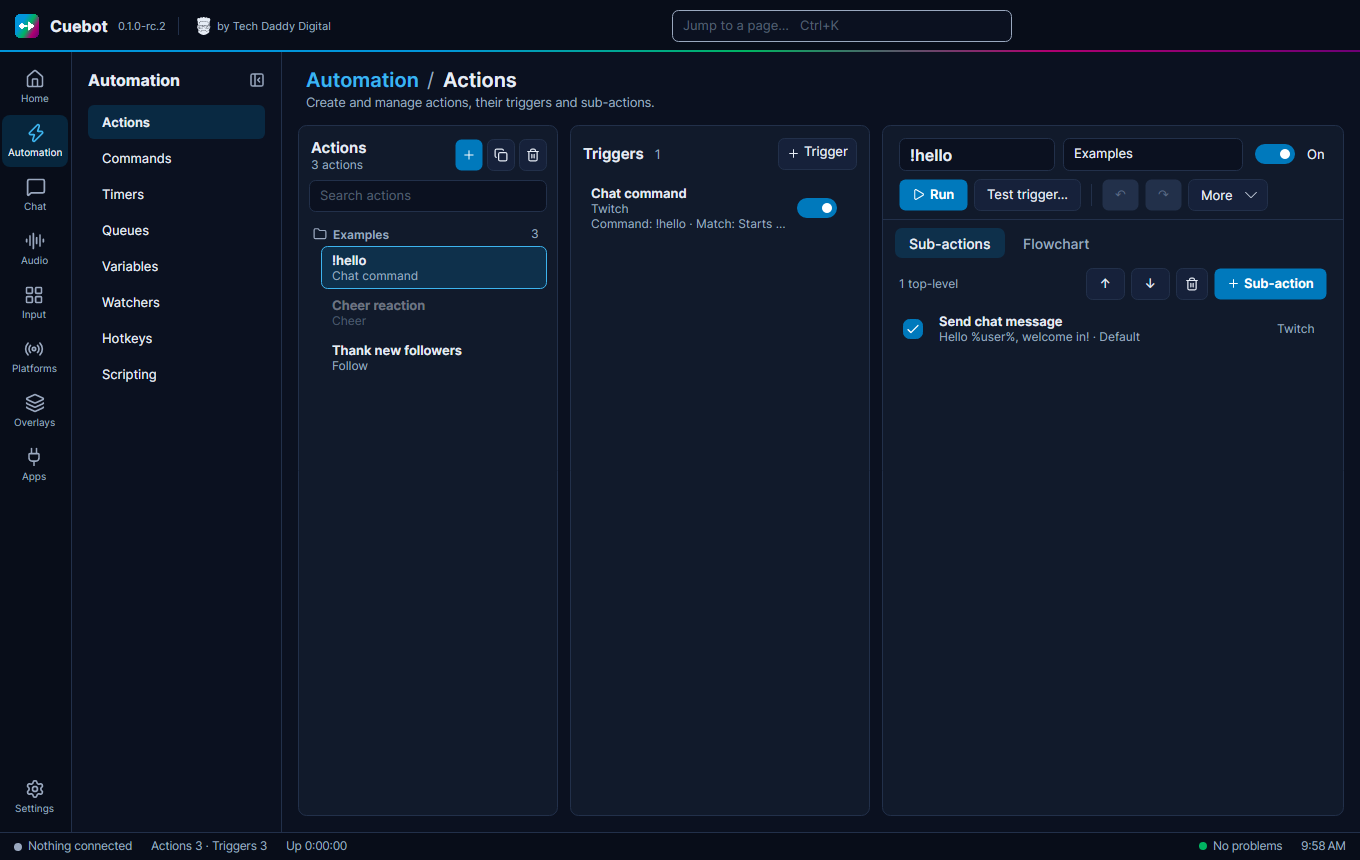 Cuebot 0.1.0-rc.2 by Tech Daddy Digital
Jump to a page... Ctrl+K
Home
Automation
Chat
Audio
Input
Platforms
Overlays
Apps
Settings
Automation
Actions
Commands
Timers
Queues
Variables
Watchers
Hotkeys
Scripting
Automation / Actions
Create and manage actions, their triggers and sub-actions.
Actions
3 actions
Search actions
Examples 3
!hello
Chat command
Cheer reaction
Cheer
Thank new followers
Follow
Triggers 1
+ Trigger
Chat command
Twitch
Command: !hello · Match: Starts ...
!hello
Examples
On
Run
Test trigger...
More
Sub-actions
Flowchart
1 top-level
+ Sub-action
Send chat message
Hello %user%, welcome in! · Default
Twitch
Nothing connected
Actions 3 · Triggers 3
Up 0:00:00
No problems
9:58 AM